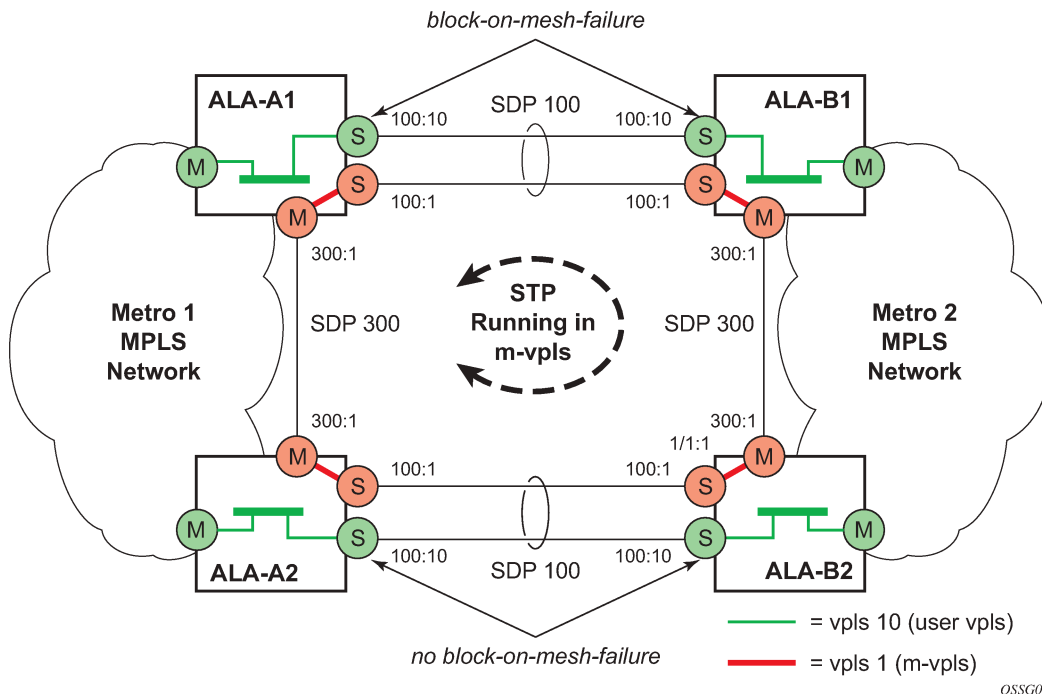 block-on-mesh-failure
ALA-A1
SDP 100
ALA-B1
100:10
100:10
S
S
M
M
S
S
100:1
100:1
M
M
300:1
300:1
Metro 1
MPLS
Network
SDP 300
STP
Running in
m-vpls
SDP 300
Metro 2
MPLS
Network
300:1
300:1
1/1:1
M
M
100:1
100:1
S
S
M
M
S
S
100:10
100:10
SDP 100
ALA-A2
ALA-B2
= vpls 10 (user vpls)
no block-on-mesh-failure
= vpls 1 (m-vpls)